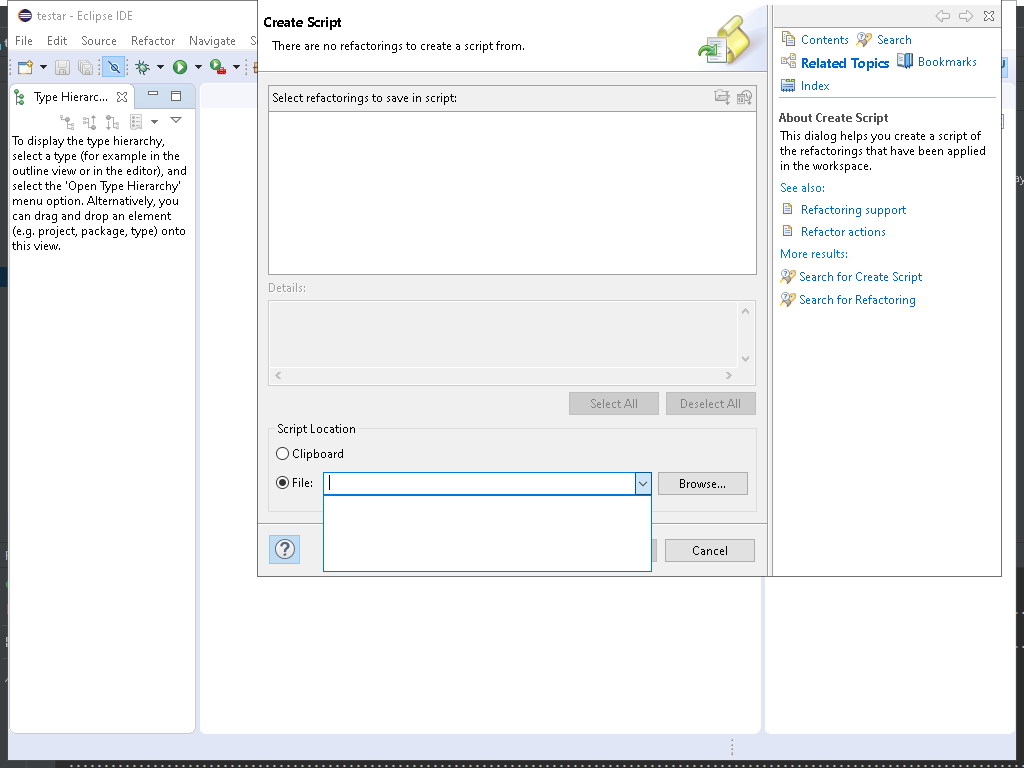 testar - Eclipse IDE
File Edit Source Refactor Navigate
Type Hierarc...
To display the type hierarchy,
select a type (for example in the
outline view or in the editor), and
select the 'Open Type Hierarchy'
menu option. Alternatively, you
can drag and drop an element
(e.g. project, package, type) onto
this view.
Create Script
There are no refactorings to create a script from.
Select refactorings to save in script:
Details:
Select All Deselect All
Script Location
Clipboard
File: Browse...
? Cancel
Contents Search
Related Topics Bookmarks
Index
About Create Script
This dialog helps you create a script of
the refactorings that have been applied
in the workspace.
See also:
Refactoring support
Refactor actions
More results:
Search for Create Script
Search for Refactoring